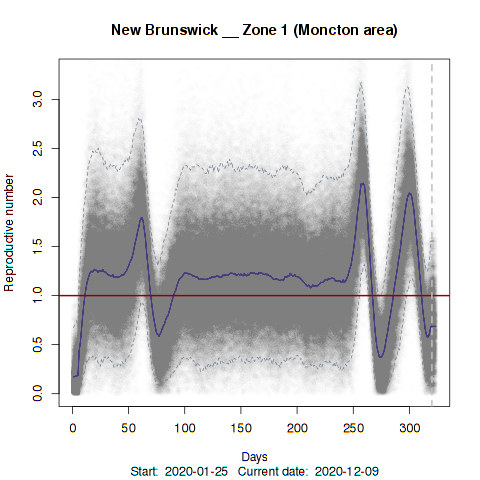 New Brunswick __ Zone 1 (Moncton area)
Reproductive number
3.0
2.5
2.0
1.5
1.0
0.5
0.0
0 50 100 150 200 250 300
Days
Start: 2020-01-25 Current date: 2020-12-09